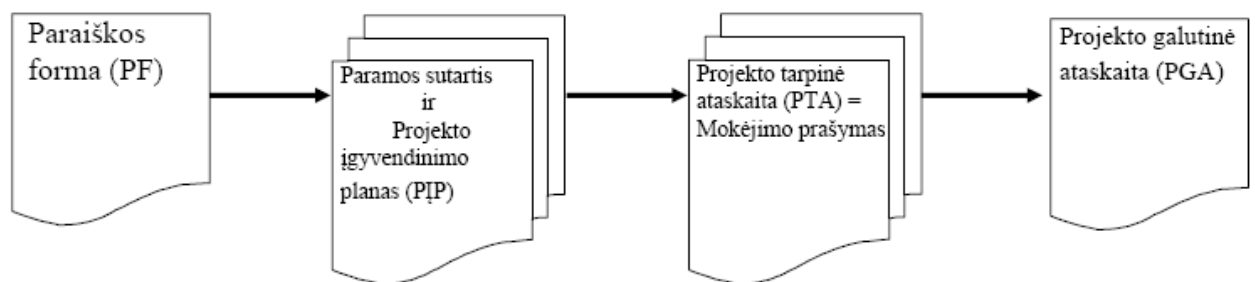 Paraiškos
forma (PF)
Paramos sutartis
ir
Projekto
įgyvendinimo
planas (PĮP)
Projekto tarpinė
ataskaita (PTA) =
Mokėjimo prašymas
Projekto galutinė
ataskaita (PGA)